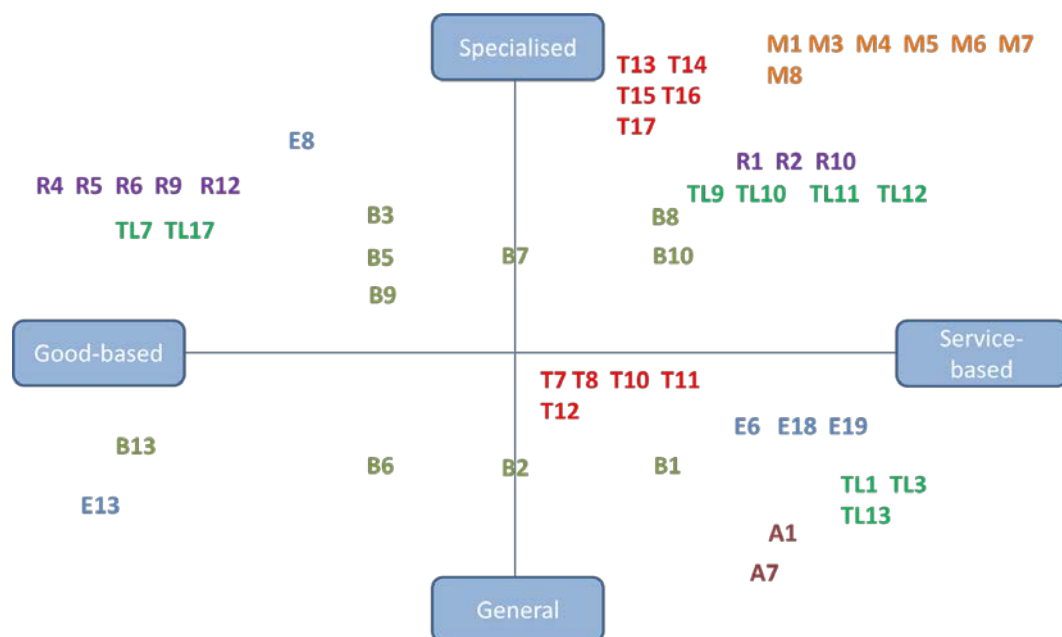 Specialised
M1 M3 M4 M5 M6 M7
M8
T13 T14
T15 T16
T17
E8
R1 R2 R10
R4 R5 R6 R9 R12
TL9 TL10 TL11 TL12
TL7 TL17
B3
B8
B5
B7
B10
B9
Good-based
Service-
based
T7 T8 T10 T11
T12
E6 E18 E19
B13
B6
B2
B1
TL1 TL3
TL13
E13
A1
A7
General